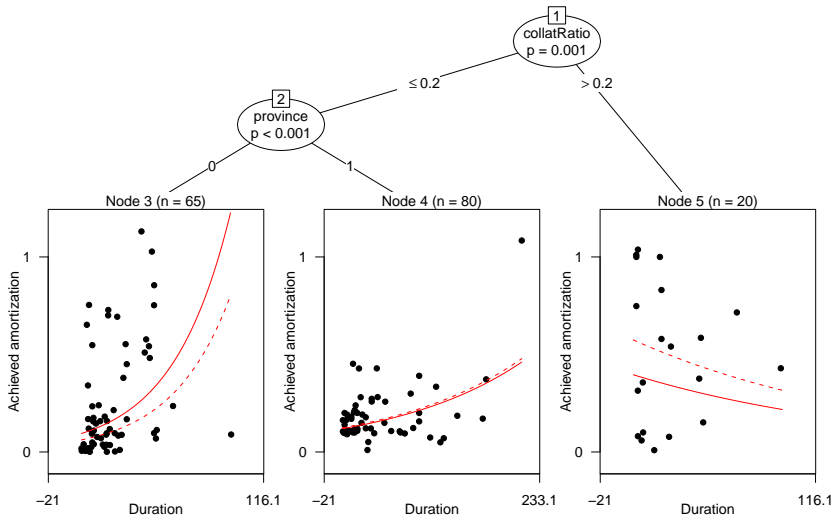 1
collatRatio
p = 0.001
≤ 0.2
> 0.2
2
province
p < 0.001
0
1
Node 3 (n = 65)
Node 4 (n = 80)
Node 5 (n = 20)
1
0
Achieved amortization
-21
116.1
Duration
1
0
Achieved amortization
-21
233.1
Duration
1
0
Achieved amortization
-21
116.1
Duration